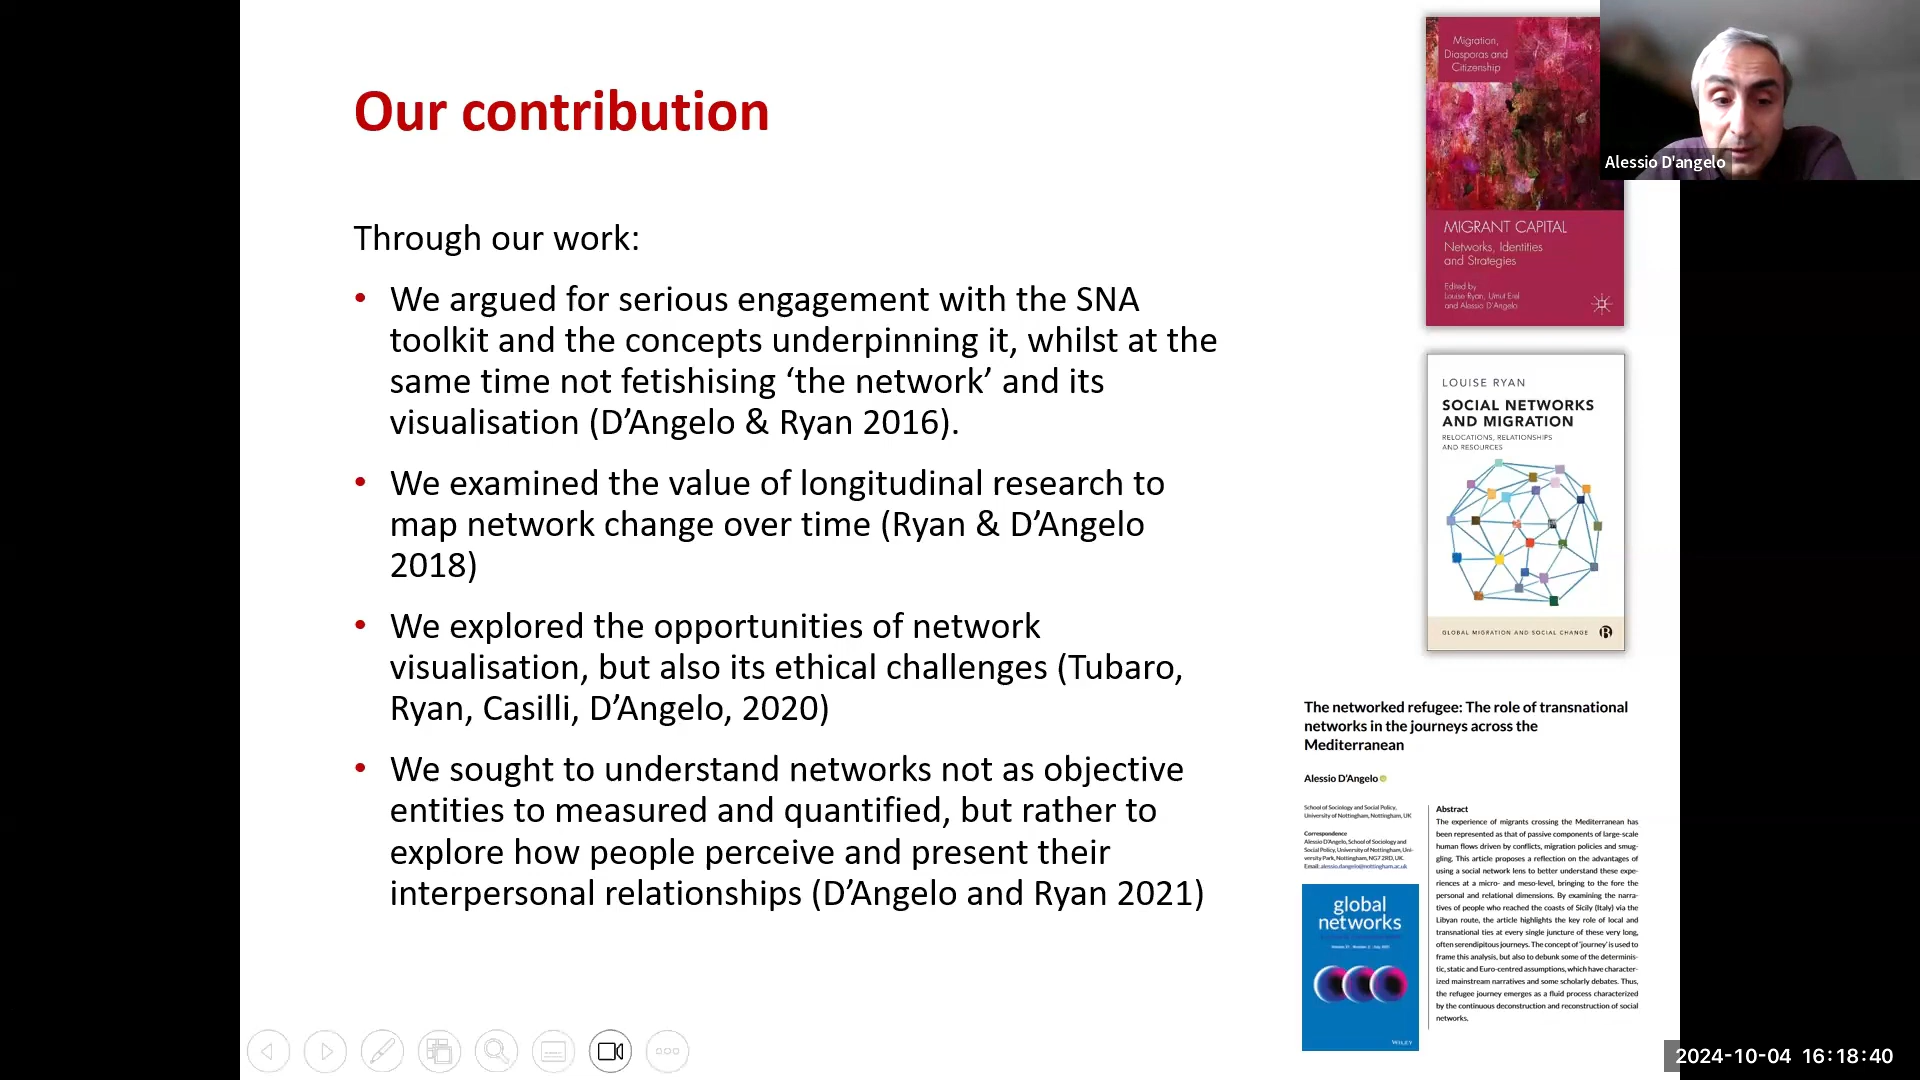 Our contribution
Through our work:
• We argued for serious engagement with the SNA
toolkit and the concepts underpinning it, whilst at the
same time not fetishising ‘the network’ and its
visualisation (D’Angelo & Ryan 2016).
• We examined the value of longitudinal research to
map network change over time (Ryan & D’Angelo
2018)
• We explored the opportunities of network
visualisation, but also its ethical challenges (Tubaro,
Ryan, Casilli, D’Angelo, 2020)
• We sought to understand networks not as objective
entities to measured and quantified, but rather to
explore how people perceive and present their
interpersonal relationships (D’Angelo and Ryan 2021)
Migration,
Diasporas and
Citizenship
MIGRANT CAPITAL
Networks, Identities
and Strategies
Edited by
Louise Ryan, Umut Erel
and Alessio D'Angelo
Alessio D'angelo
LOUISE RYAN
SOCIAL NETWORKS
AND MIGRATION
RELOCATIONS, RELATIONSHIPS
AND RESOURCES
GLOBAL MIGRATION AND SOCIAL CHANGE
The networked refugee: The role of transnational
networks in the journeys across the
Mediterranean
Alessio D'Angelo
School of Sociology and Social Policy,
University of Nottingham, Nottingham, UK
Correspondence
Alessio D'Angelo, School of Sociology and
Social Policy, University of Nottingham, Uni-
versity Park, Nottingham, NG7 2RD, UK.
Email: alessio.dangelo@nottingham.ac.uk
global
networks
WILEY
Abstract
The experience of migrants crossing the Mediterranean has
been represented as that of passive components of large-scale
human flows driven by conflicts, migration policies and smug-
gling. This article proposes a reflection on the advantages of
using a social network lens to better understand these expe-
riences at a micro- and meso-level, bringing to the fore the
personal and relational dimensions. By examining the narra-
tives of people who reached the coasts of Sicily (Italy) via the
Libyan route, the article highlights the key role of local and
transnational ties at every single juncture of these very long,
often serendipitous journeys. The concept of 'journey' is used to
frame this analysis, but also to debunk some of the determinis-
tic, static and Euro-centred assumptions, which have character-
ized mainstream narratives and some scholarly debates. Thus,
the refugee journey emerges as a fluid process characterized
by the continuous deconstruction and reconstruction of social
networks.
2024-10-04 16:18:40